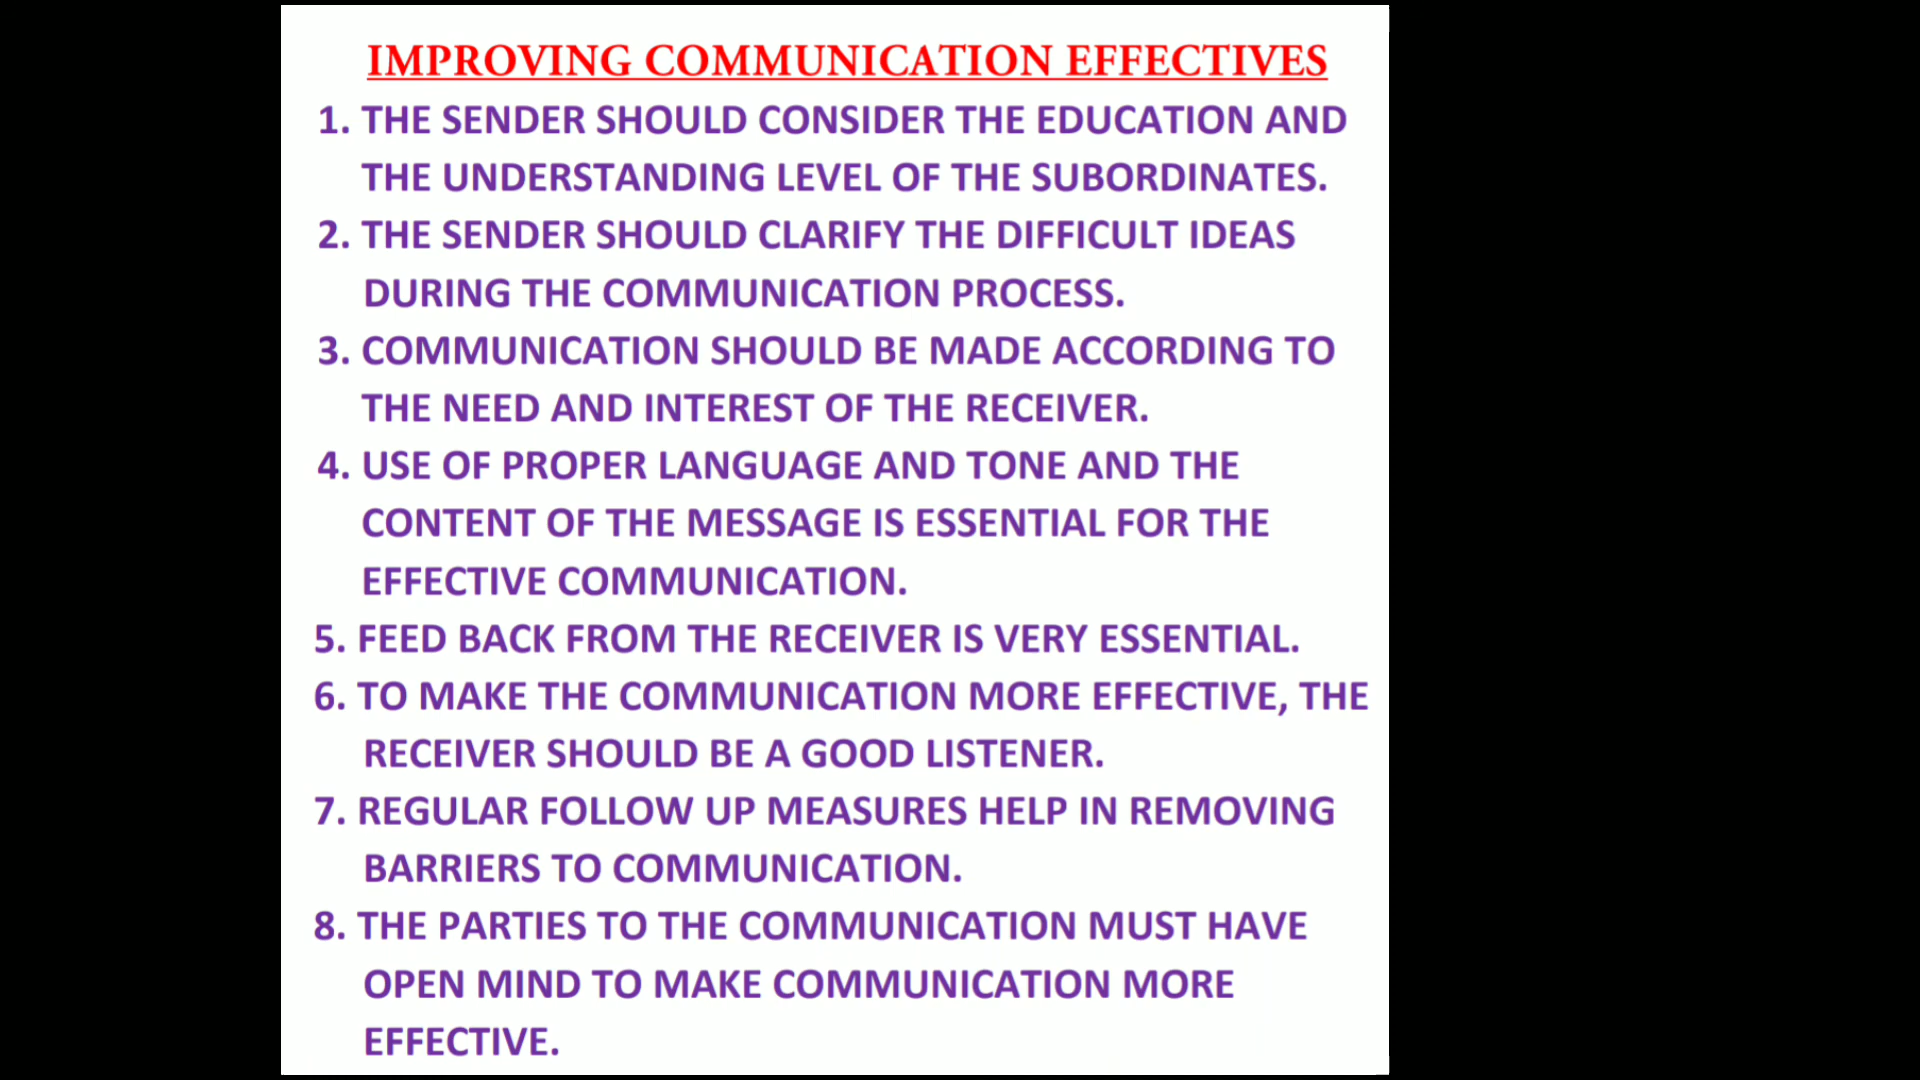 IMPROVING COMMUNICATION EFFECTIVES
1. THE SENDER SHOULD CONSIDER THE EDUCATION AND
THE UNDERSTANDING LEVEL OF THE SUBORDINATES.
2. THE SENDER SHOULD CLARIFY THE DIFFICULT IDEAS
DURING THE COMMUNICATION PROCESS.
3. COMMUNICATION SHOULD BE MADE ACCORDING TO
THE NEED AND INTEREST OF THE RECEIVER.
4. USE OF PROPER LANGUAGE AND TONE AND THE
CONTENT OF THE MESSAGE IS ESSENTIAL FOR THE
EFFECTIVE COMMUNICATION.
5. FEED BACK FROM THE RECEIVER IS VERY ESSENTIAL.
6. TO MAKE THE COMMUNICATION MORE EFFECTIVE, THE
RECEIVER SHOULD BE A GOOD LISTENER.
7. REGULAR FOLLOW UP MEASURES HELP IN REMOVING
BARRIERS TO COMMUNICATION.
8. THE PARTIES TO THE COMMUNICATION MUST HAVE
OPEN MIND TO MAKE COMMUNICATION MORE
EFFECTIVE.